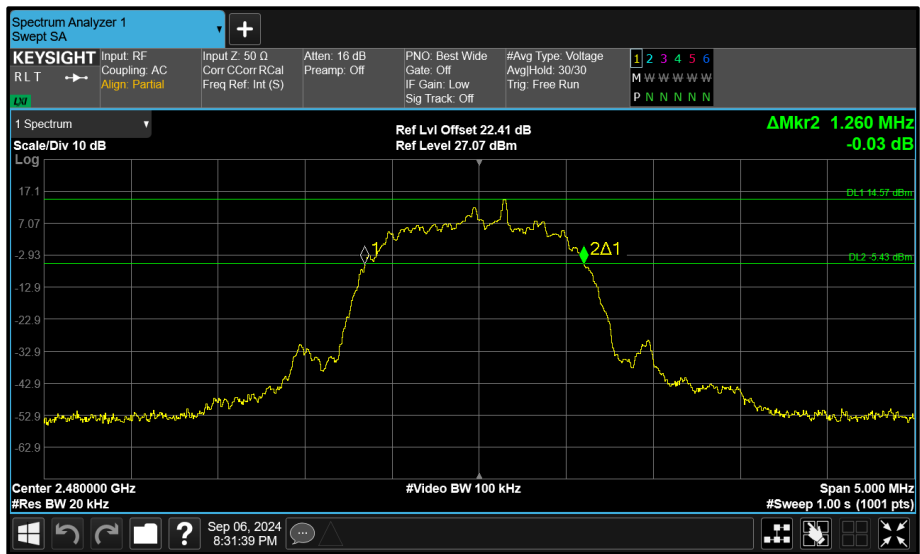 Spectrum Analyzer 1
Swept SA
+
KEYSIGHT
R L T
LXI
Input: RF
Coupling: AC
Align: Partial
Input Z: 50 Ω
Corr CCorr RCal
Freq Ref: Int (S)
Atten: 16 dB
Preamp: Off
PNO: Best Wide
Gate: Off
IF Gain: Low
Sig Track: Off
#Avg Type: Voltage
Avg|Hold: 30/30
Trig: Free Run
1 2 3 4 5 6
M W W W W W
P N N N N N
1 Spectrum
Scale/Div 10 dB
Ref Lvl Offset 22.41 dB
Ref Level 27.07 dBm
ΔMkr2 1.260 MHz
-0.03 dB
Log
17.1
DL1 14.57 dBm
7.07
1
2Δ1
-2.93
DL2 -5.43 dBm
-12.9
-22.9
-32.9
-42.9
-52.9
-62.9
Center 2.480000 GHz
#Video BW 100 kHz
Span 5.000 MHz
#Res BW 20 kHz
#Sweep 1.00 s (1001 pts)
?
Sep 06, 2024
8:31:39 PM